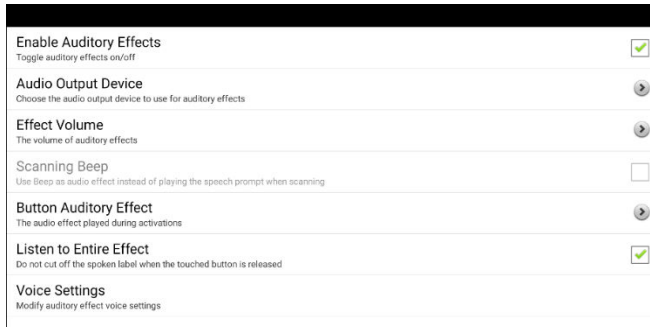 Enable Auditory Effects
Toggle auditory effects on/off
Audio Output Device
Choose the audio output device to use for auditory effects
Effect Volume
The volume of auditory effects
Scanning Beep
Use Beep as audio effect instead of playing the speech prompt when scanning
Button Auditory Effect
The audio effect played during activations
Listen to Entire Effect
Do not cut off the spoken label when the touched button is released
Voice Settings
Modify auditory effect voice settings